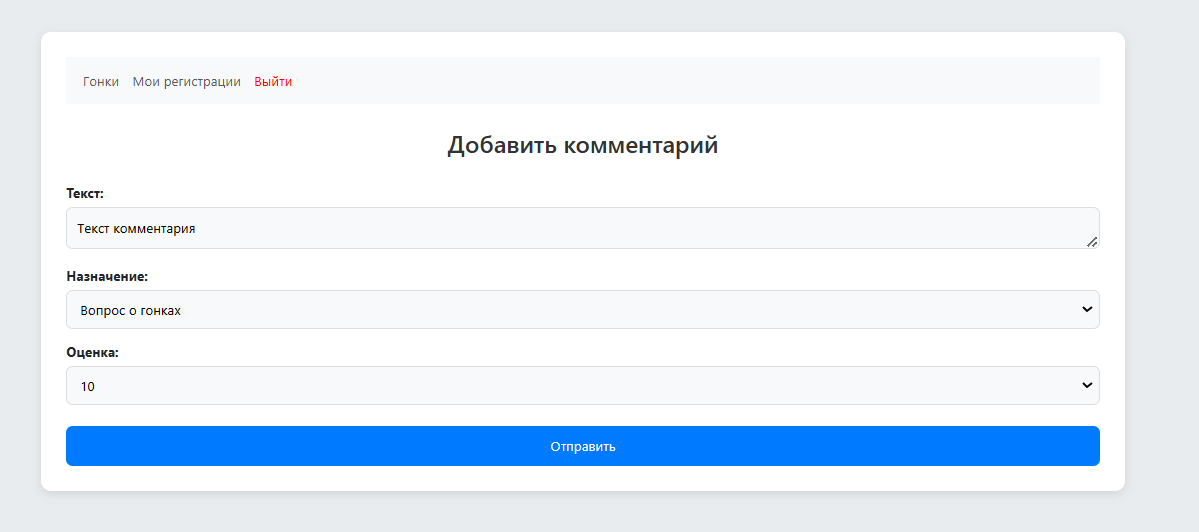 Гонки Мои регистрации Выйти
Добавить комментарий
Текст:
Текст комментария
Назначение:
Вопрос о гонках
Оценка:
10
Отправить